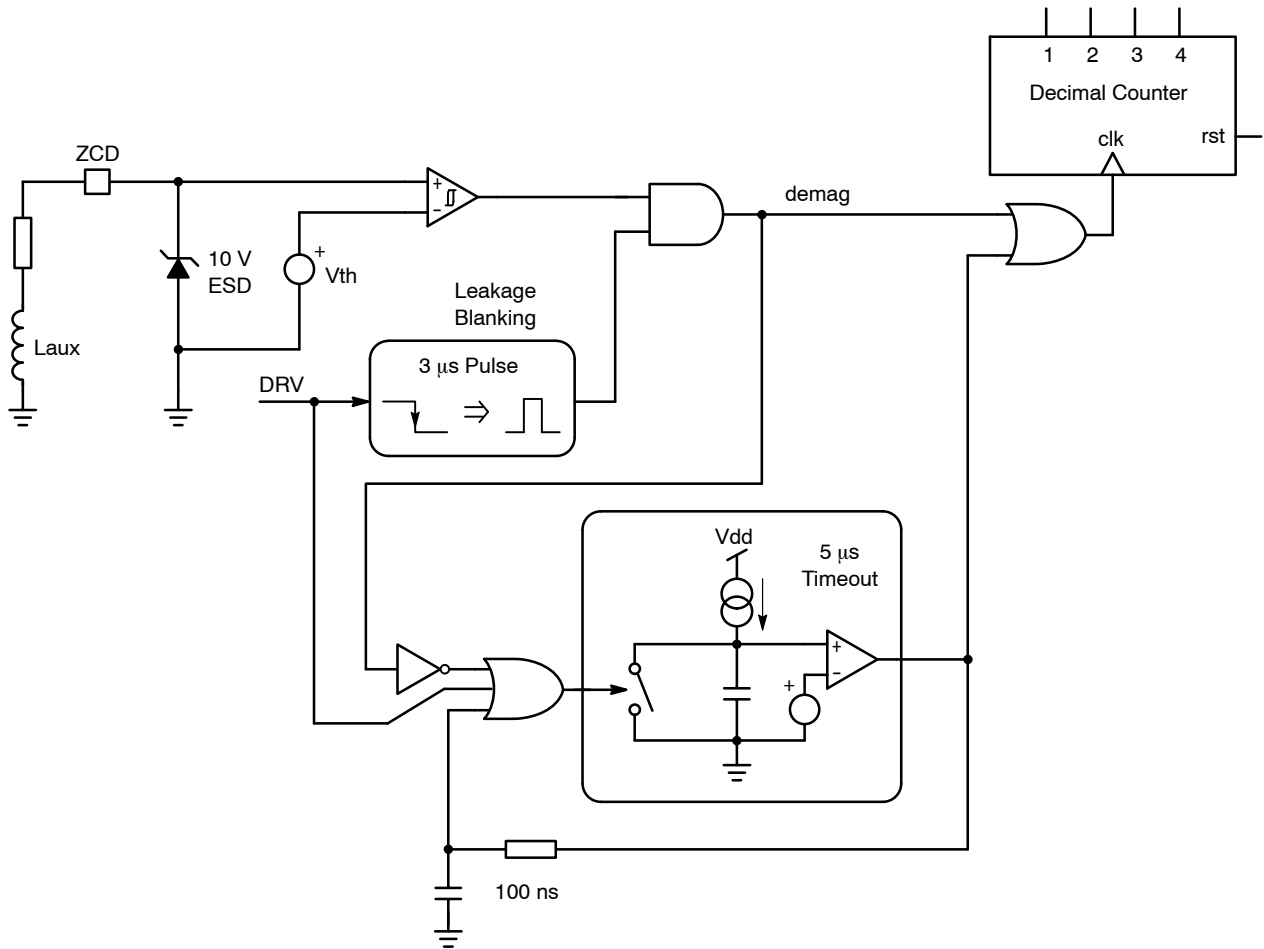 1 2 3 4
Decimal Counter
clk
rst
ZCD
+
−
demag
10 V
ESD
+
Vth
Laux
Leakage
Blanking
3 μs Pulse
DRV
Vdd
5 μs
Timeout
+
−
+
100 ns